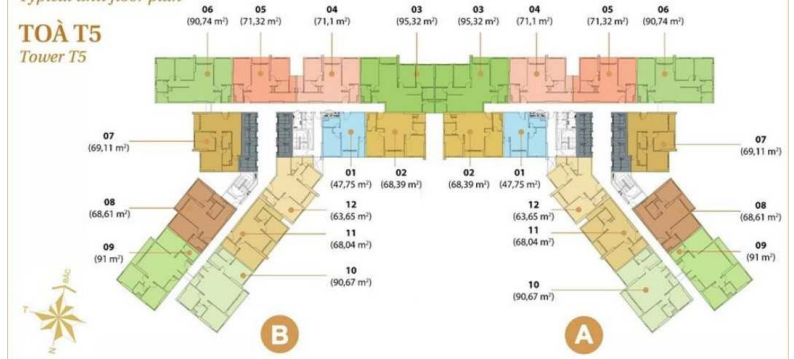 Typical unit floor plan
TOÀ T5
Tower T5
06
(90,74 m²)
05
(71,32 m²)
04
(71,1 m²)
03
(95,32 m²)
03
(95,32 m²)
04
(71,1 m²)
05
(71,32 m²)
06
(90,74 m²)
07
(69,11 m²)
01
(47,75 m²)
02
(68,39 m²)
02
(68,39 m²)
01
(47,75 m²)
07
(69,11 m²)
08
(68,61 m²)
12
(63,65 m²)
12
(63,65 m²)
08
(68,61 m²)
09
(91 m²)
11
(68,04 m²)
11
(68,04 m²)
09
(91 m²)
10
(90,67 m²)
10
(90,67 m²)
BẮC
T
N
B
A